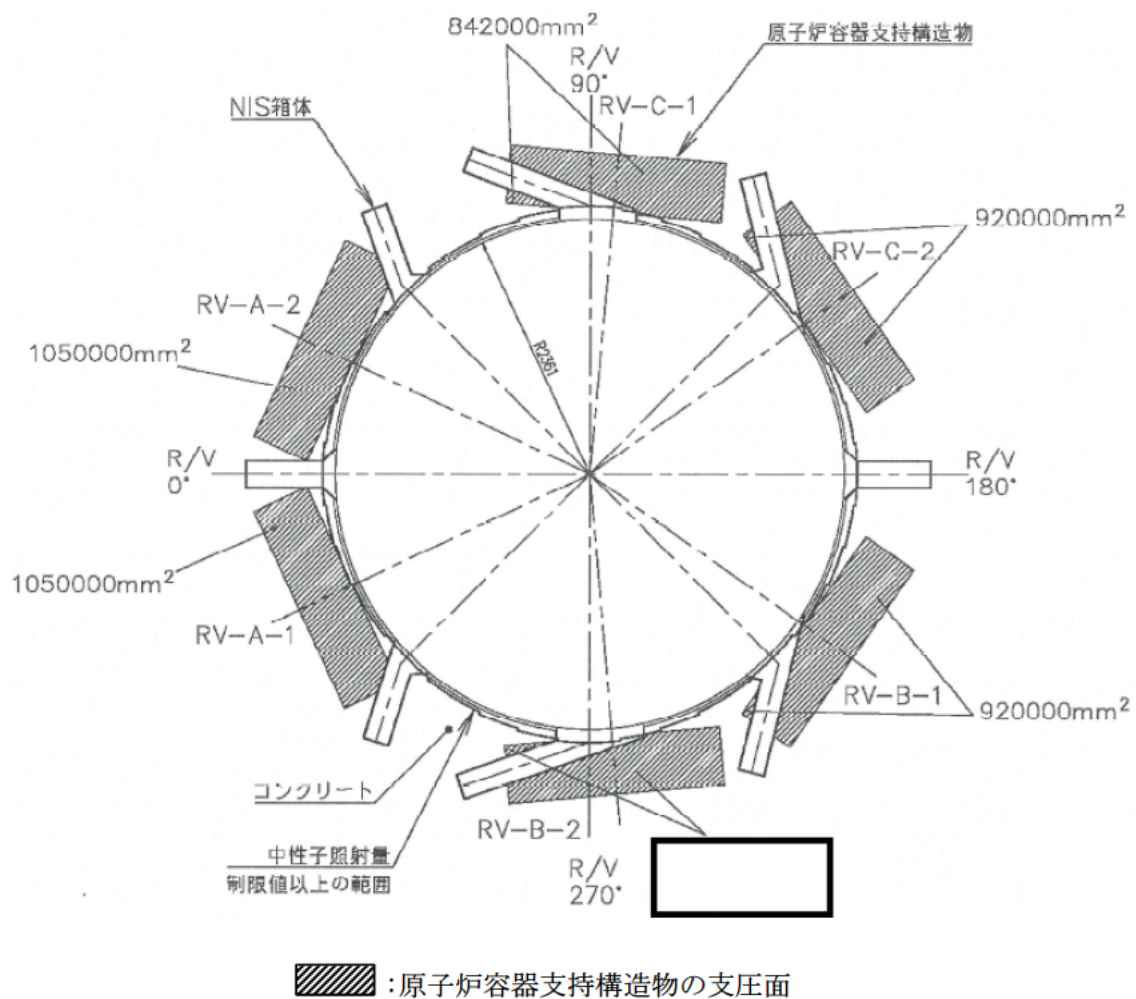 842000mm²
原子炉容器支持構造物
R/V
90°
RV-C-1
NIS箱体
920000mm²
RV-C-2
RV-A-2
1050000mm²
R2361
R/V
0°
R/V
180°
1050000mm²
RV-A-1
RV-B-1
920000mm²
コンクリート
RV-B-2
中性子照射量
制限値以上の範囲
R/V
270°
:原子炉容器支持構造物の支圧面